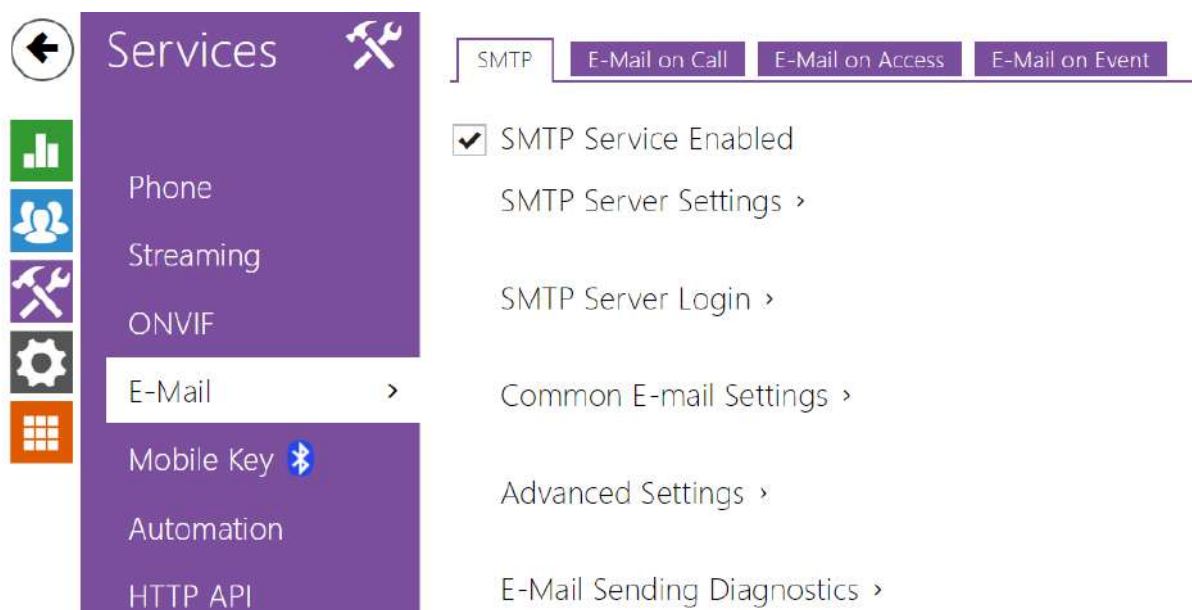 Services
Phone
Streaming
ONVIF
E-Mail
Mobile Key
Automation
HTTP API
SMTP E-Mail on Call E-Mail on Access E-Mail on Event
SMTP Service Enabled
SMTP Server Settings ›
SMTP Server Login ›
Common E-mail Settings ›
Advanced Settings ›
E-Mail Sending Diagnostics ›